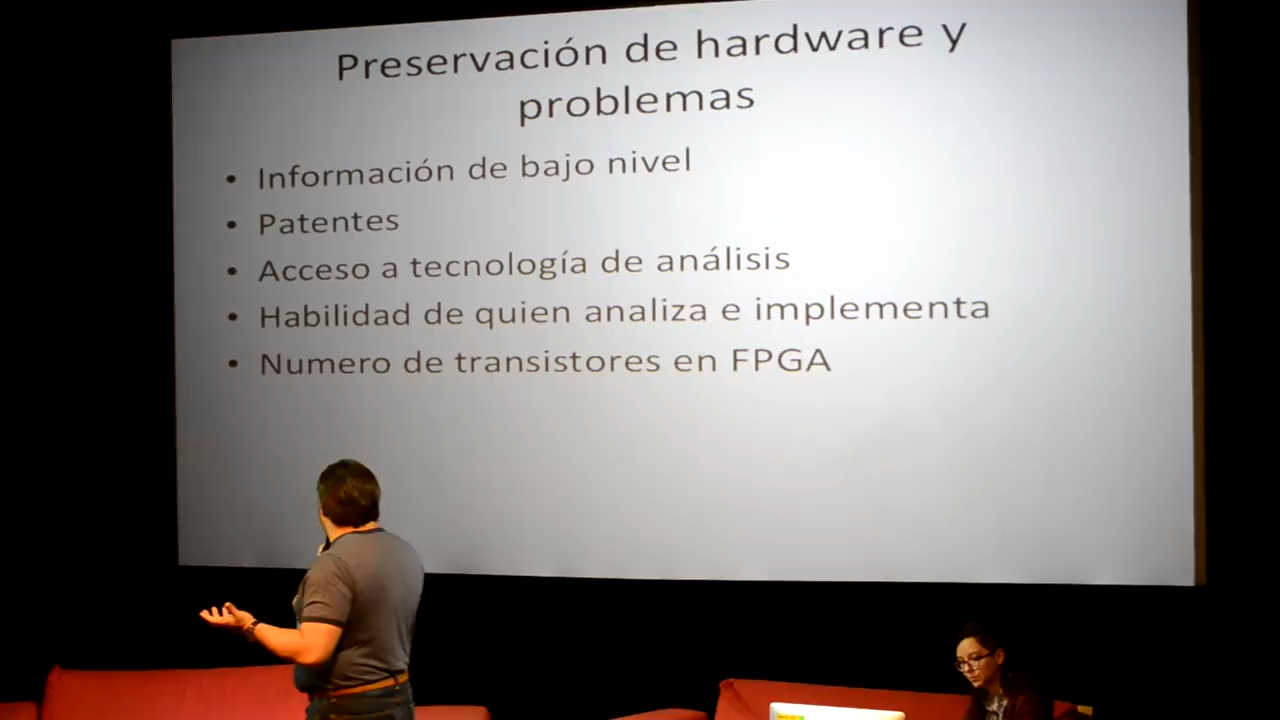 Preservación de hardware y
problemas
• Información de bajo nivel
• Patentes
• Acceso a tecnología de análisis
• Habilidad de quien analiza e implementa
• Numero de transistores en FPGA